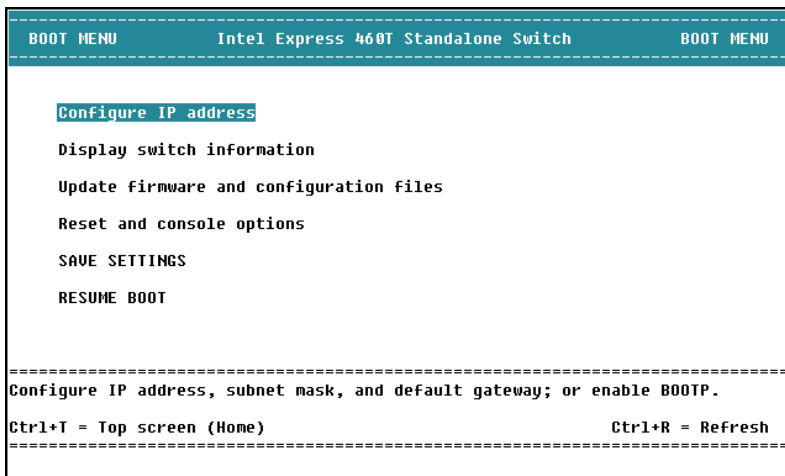 BOOT MENU Intel Express 460T Standalone Switch BOOT MENU
Configure IP address
Display switch information
Update firmware and configuration files
Reset and console options
SAVE SETTINGS
RESUME BOOT
Configure IP address, subnet mask, and default gateway; or enable BOOTP.
Ctrl+T = Top screen (Home) Ctrl+R = Refresh